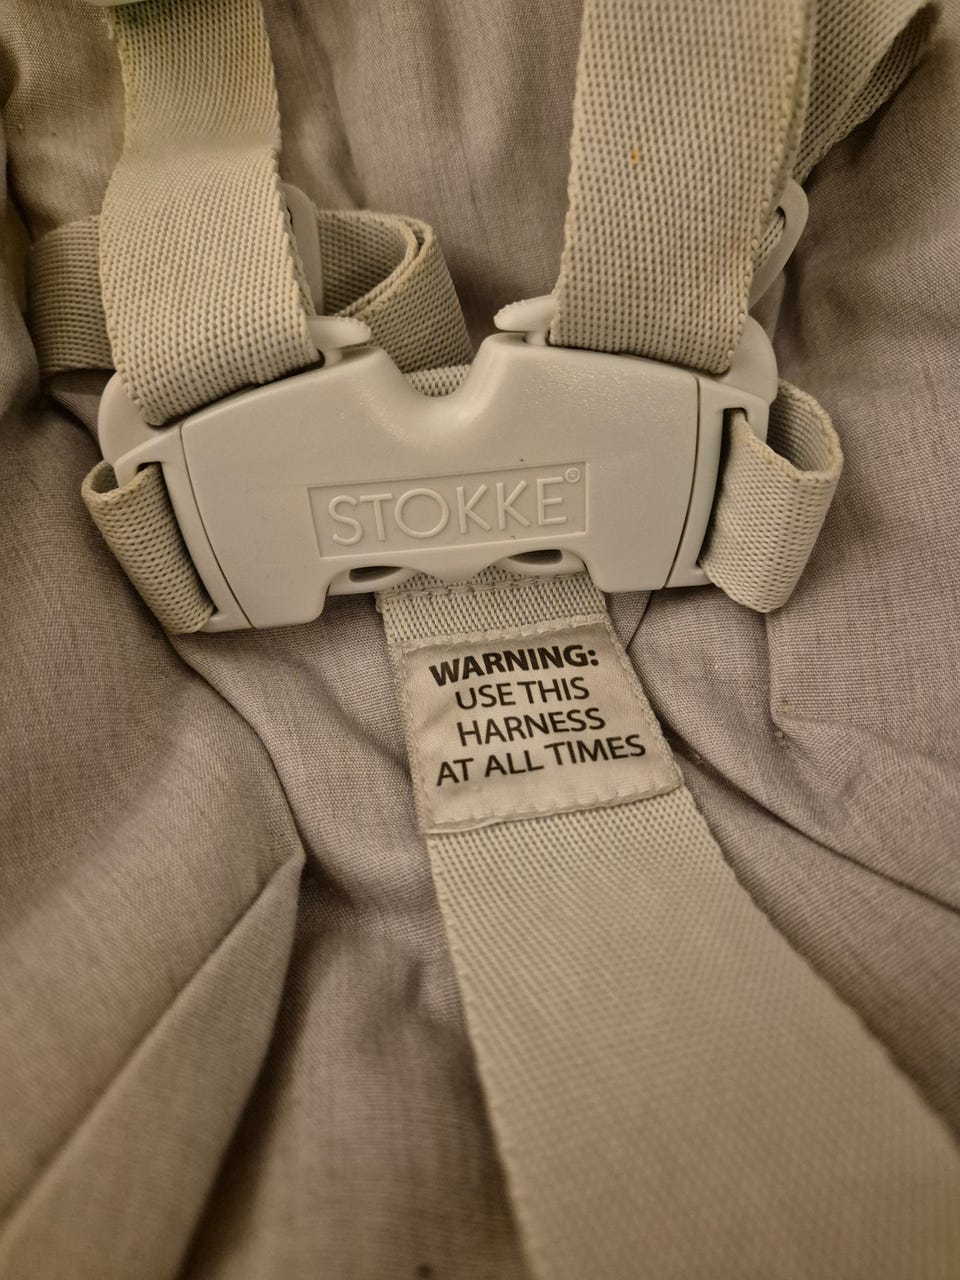 STOKKE®
WARNING:
USE THIS
HARNESS
AT ALL TIMES